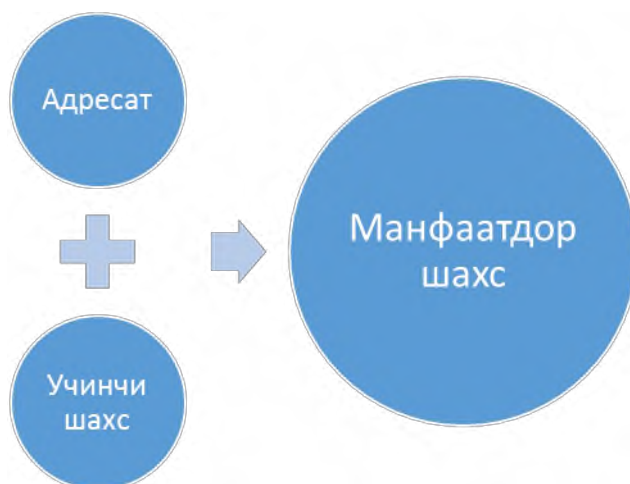 Адресат
Учинчи
шахс
Манфаатдор
шахс